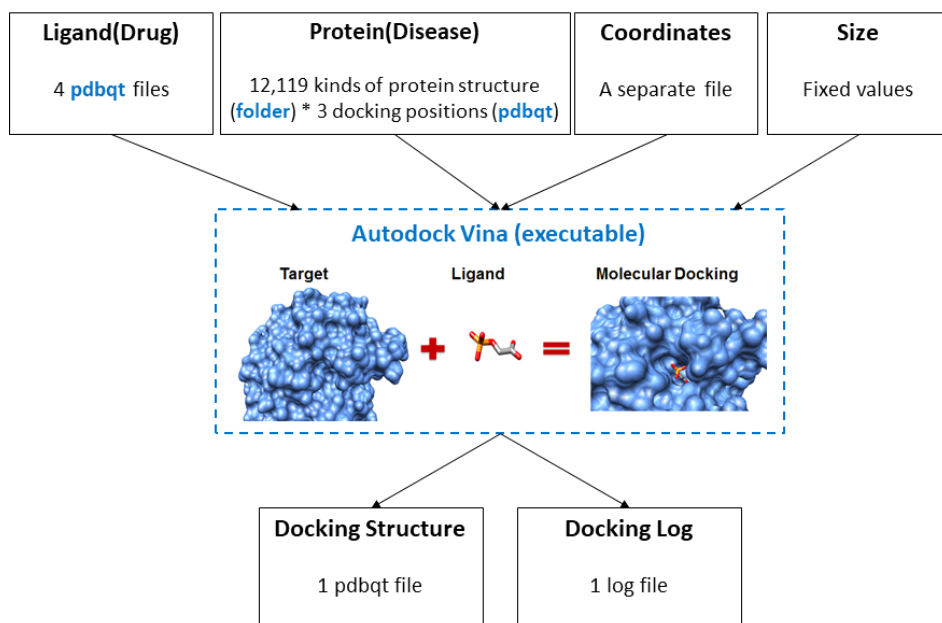 Ligand(Drug)
4 pdbqt files
Protein(Disease)
12,119 kinds of protein structure
(folder) * 3 docking positions (pdbqt)
Coordinates
A separate file
Size
Fixed values
Autodock Vina (executable)
Target
Ligand
Molecular Docking
Docking Structure
1 pdbqt file
Docking Log
1 log file